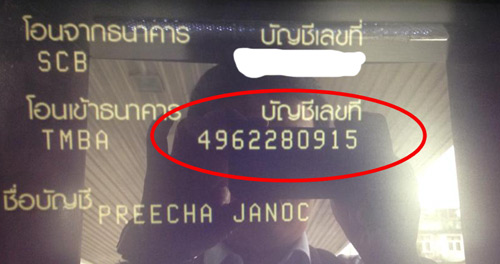 โอนจากธนาคาร บัญชีเลขที่
SCB
โอนเข้าธนาคาร บัญชีเลขที่
TMBA 4962280915
ชื่อบัญชี PREECHA JANOC